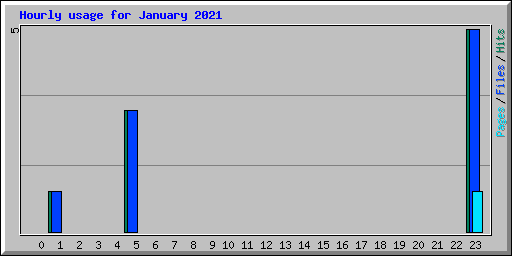 Hourly usage for January 2021
5
Pages/Files/Hits
0 1 2 3 4 5 6 7 8 9 10 11 12 13 14 15 16 17 18 19 20 21 22 23